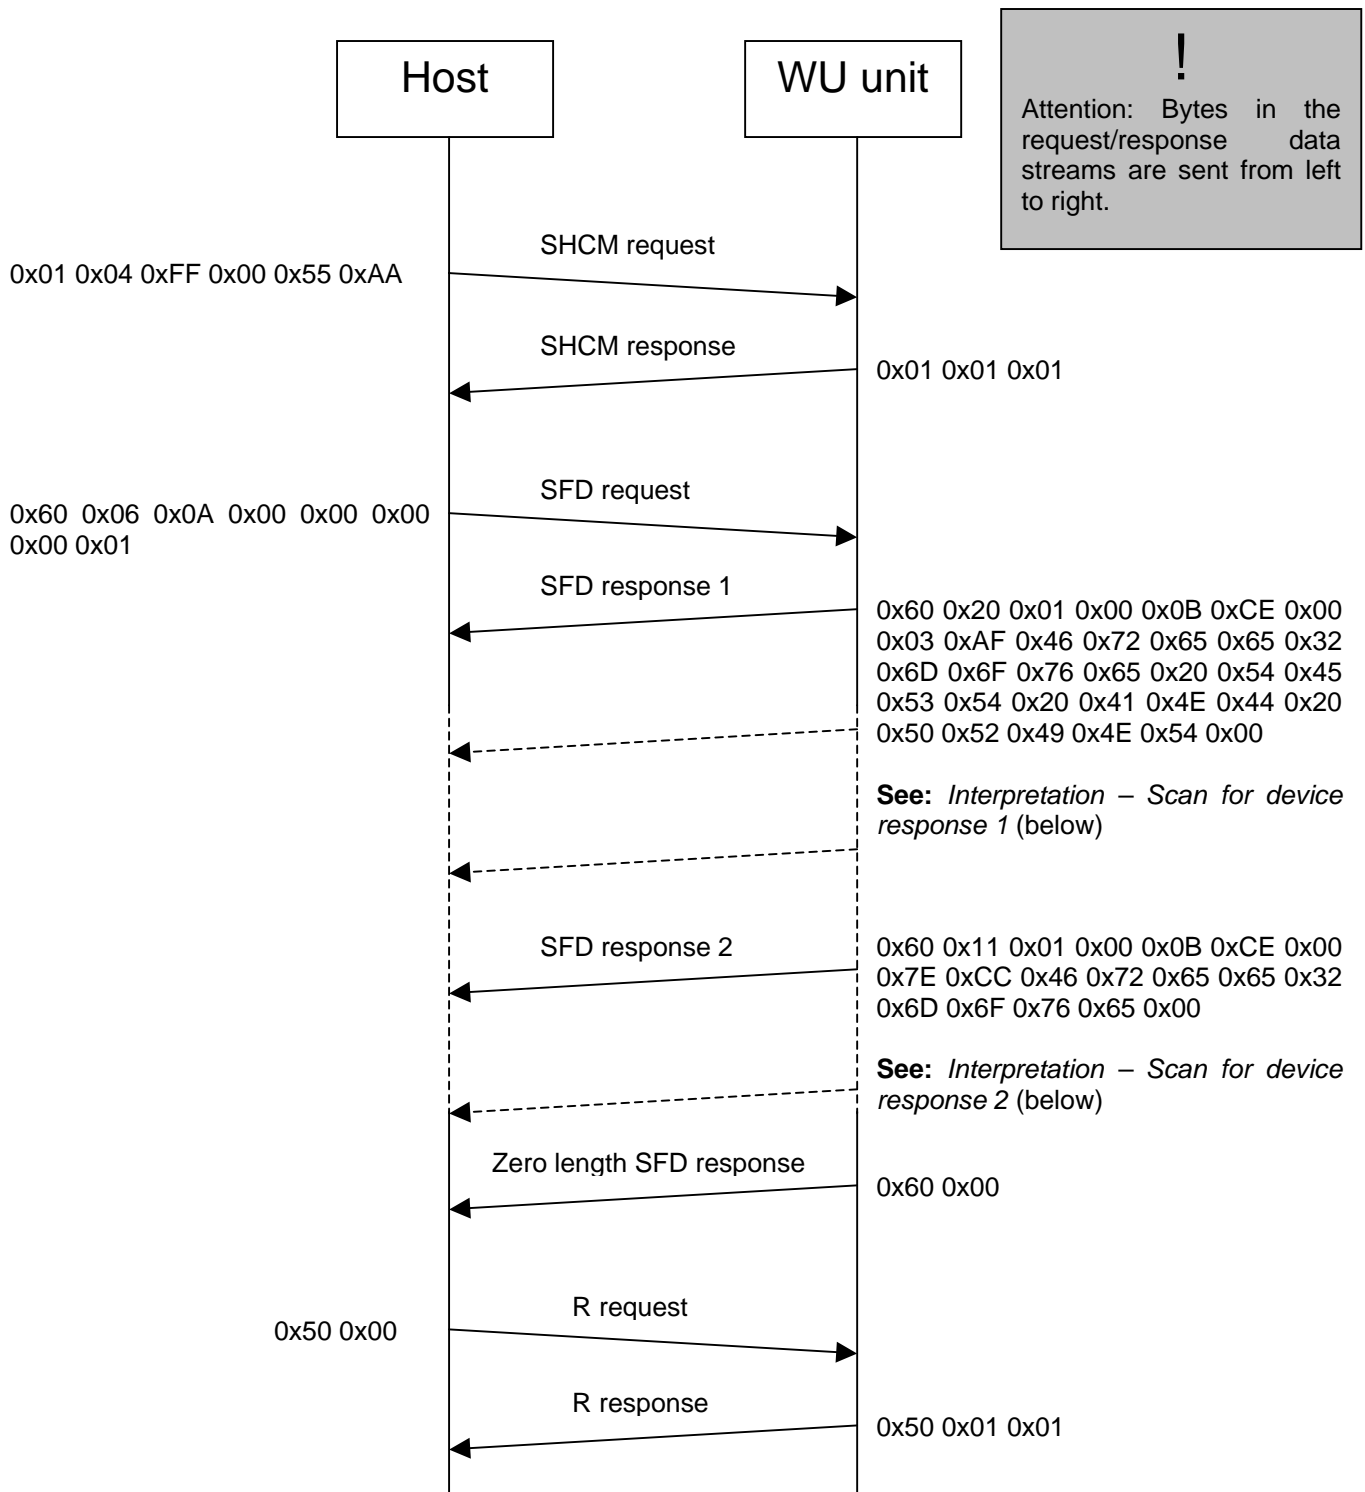 Host
WU unit
!
Attention: Bytes in the
request/response data
streams are sent from left
to right.
SHCM request
0x01 0x04 0xFF 0x00 0x55 0xAA
SHCM response
0x01 0x01 0x01
SFD request
0x60 0x06 0x0A 0x00 0x00 0x00
0x00 0x01
SFD response 1
0x60 0x20 0x01 0x00 0x0B 0xCE 0x00
0x03 0xAF 0x46 0x72 0x65 0x65 0x32
0x6D 0x6F 0x76 0x65 0x20 0x54 0x45
0x53 0x54 0x20 0x41 0x4E 0x44 0x20
0x50 0x52 0x49 0x4E 0x54 0x00
See: Interpretation – Scan for device
response 1 (below)
SFD response 2
0x60 0x11 0x01 0x00 0x0B 0xCE 0x00
0x7E 0xCC 0x46 0x72 0x65 0x65 0x32
0x6D 0x6F 0x76 0x65 0x00
See: Interpretation – Scan for device
response 2 (below)
Zero length SFD response
0x60 0x00
R request
0x50 0x00
R response
0x50 0x01 0x01